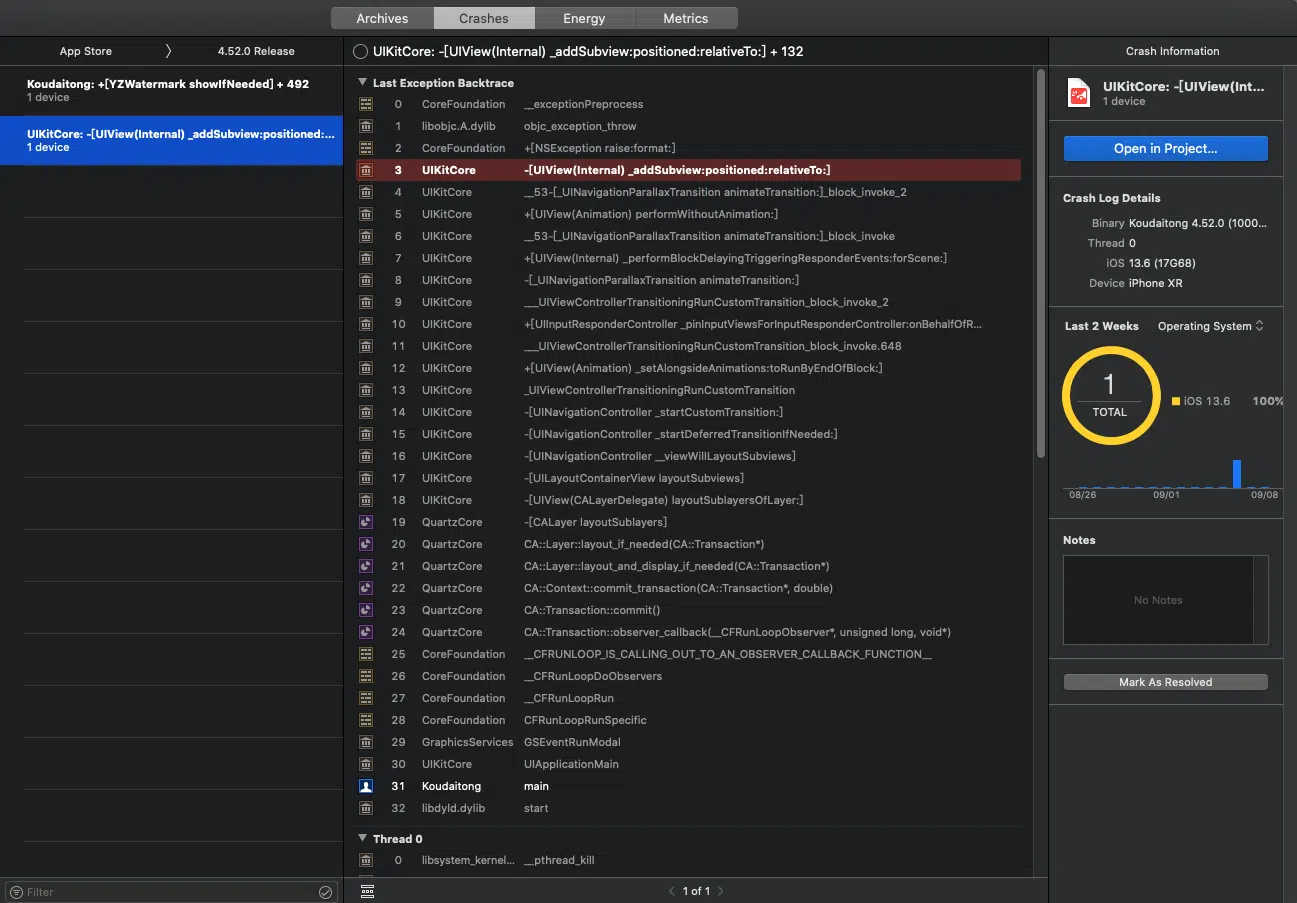 Archives Crashes Energy Metrics
App Store 〉 4.52.0 Release
Koudaitong: +[YZWatermark showIfNeeded] + 492
1 device
UIKitCore: -[UIView(Internal) _addSubview:positioned:...
1 device
Filter
UIKitCore: -[UIView(Internal) _addSubview:positioned:relativeTo:] + 132
Last Exception Backtrace
0 CoreFoundation __exceptionPreprocess
1 libobjc.A.dylib objc_exception_throw
2 CoreFoundation +[NSException raise:format:]
3 UIKitCore -[UIView(Internal) _addSubview:positioned:relativeTo:]
4 UIKitCore __53-[_UINavigationParallaxTransition animateTransition:]_block_invoke_2
5 UIKitCore +[UIView(Animation) performWithoutAnimation:]
6 UIKitCore __53-[_UINavigationParallaxTransition animateTransition:]_block_invoke
7 UIKitCore +[UIView(Internal) _performBlockDelayingTriggeringResponderEvents:forScene:]
8 UIKitCore -[_UINavigationParallaxTransition animateTransition:]
9 UIKitCore ___UIViewControllerTransitioningRunCustomTransition_block_invoke_2
10 UIKitCore +[UIInputResponderController _pinInputViewsForInputResponderController:onBehalfOfR...
11 UIKitCore ___UIViewControllerTransitioningRunCustomTransition_block_invoke.648
12 UIKitCore +[UIView(Animation) _setAlongsideAnimations:toRunByEndOfBlock:]
13 UIKitCore _UIViewControllerTransitioningRunCustomTransition
14 UIKitCore -[UINavigationController _startCustomTransition:]
15 UIKitCore -[UINavigationController _startDeferredTransitionIfNeeded:]
16 UIKitCore -[UINavigationController __viewWillLayoutSubviews]
17 UIKitCore -[UILayoutContainerView layoutSubviews]
18 UIKitCore -[UIView(CALayerDelegate) layoutSublayersOfLayer:]
19 QuartzCore -[CALayer layoutSublayers]
20 QuartzCore CA::Layer::layout_if_needed(CA::Transaction*)
21 QuartzCore CA::Layer::layout_and_display_if_needed(CA::Transaction*)
22 QuartzCore CA::Context::commit_transaction(CA::Transaction*, double)
23 QuartzCore CA::Transaction::commit()
24 QuartzCore CA::Transaction::observer_callback(__CFRunLoopObserver*, unsigned long, void*)
25 CoreFoundation __CFRUNLOOP_IS_CALLING_OUT_TO_AN_OBSERVER_CALLBACK_FUNCTION__
26 CoreFoundation __CFRunLoopDoObservers
27 CoreFoundation __CFRunLoopRun
28 CoreFoundation CFRunLoopRunSpecific
29 GraphicsServices GSEventRunModal
30 UIKitCore UIApplicationMain
31 Koudaitong main
32 libdyld.dylib start
Thread 0
0 libsystem_kernel... __pthread_kill
1 of 1
Crash Information
UIKitCore: -[UIView(Int...
1 device
Open in Project...
Crash Log Details
Binary Koudaitong 4.52.0 (1000...
Thread 0
iOS 13.6 (17G68)
Device iPhone XR
Last 2 Weeks Operating System
1
TOTAL
iOS 13.6 100%
08/26 09/01 09/08
Notes
No Notes
Mark As Resolved